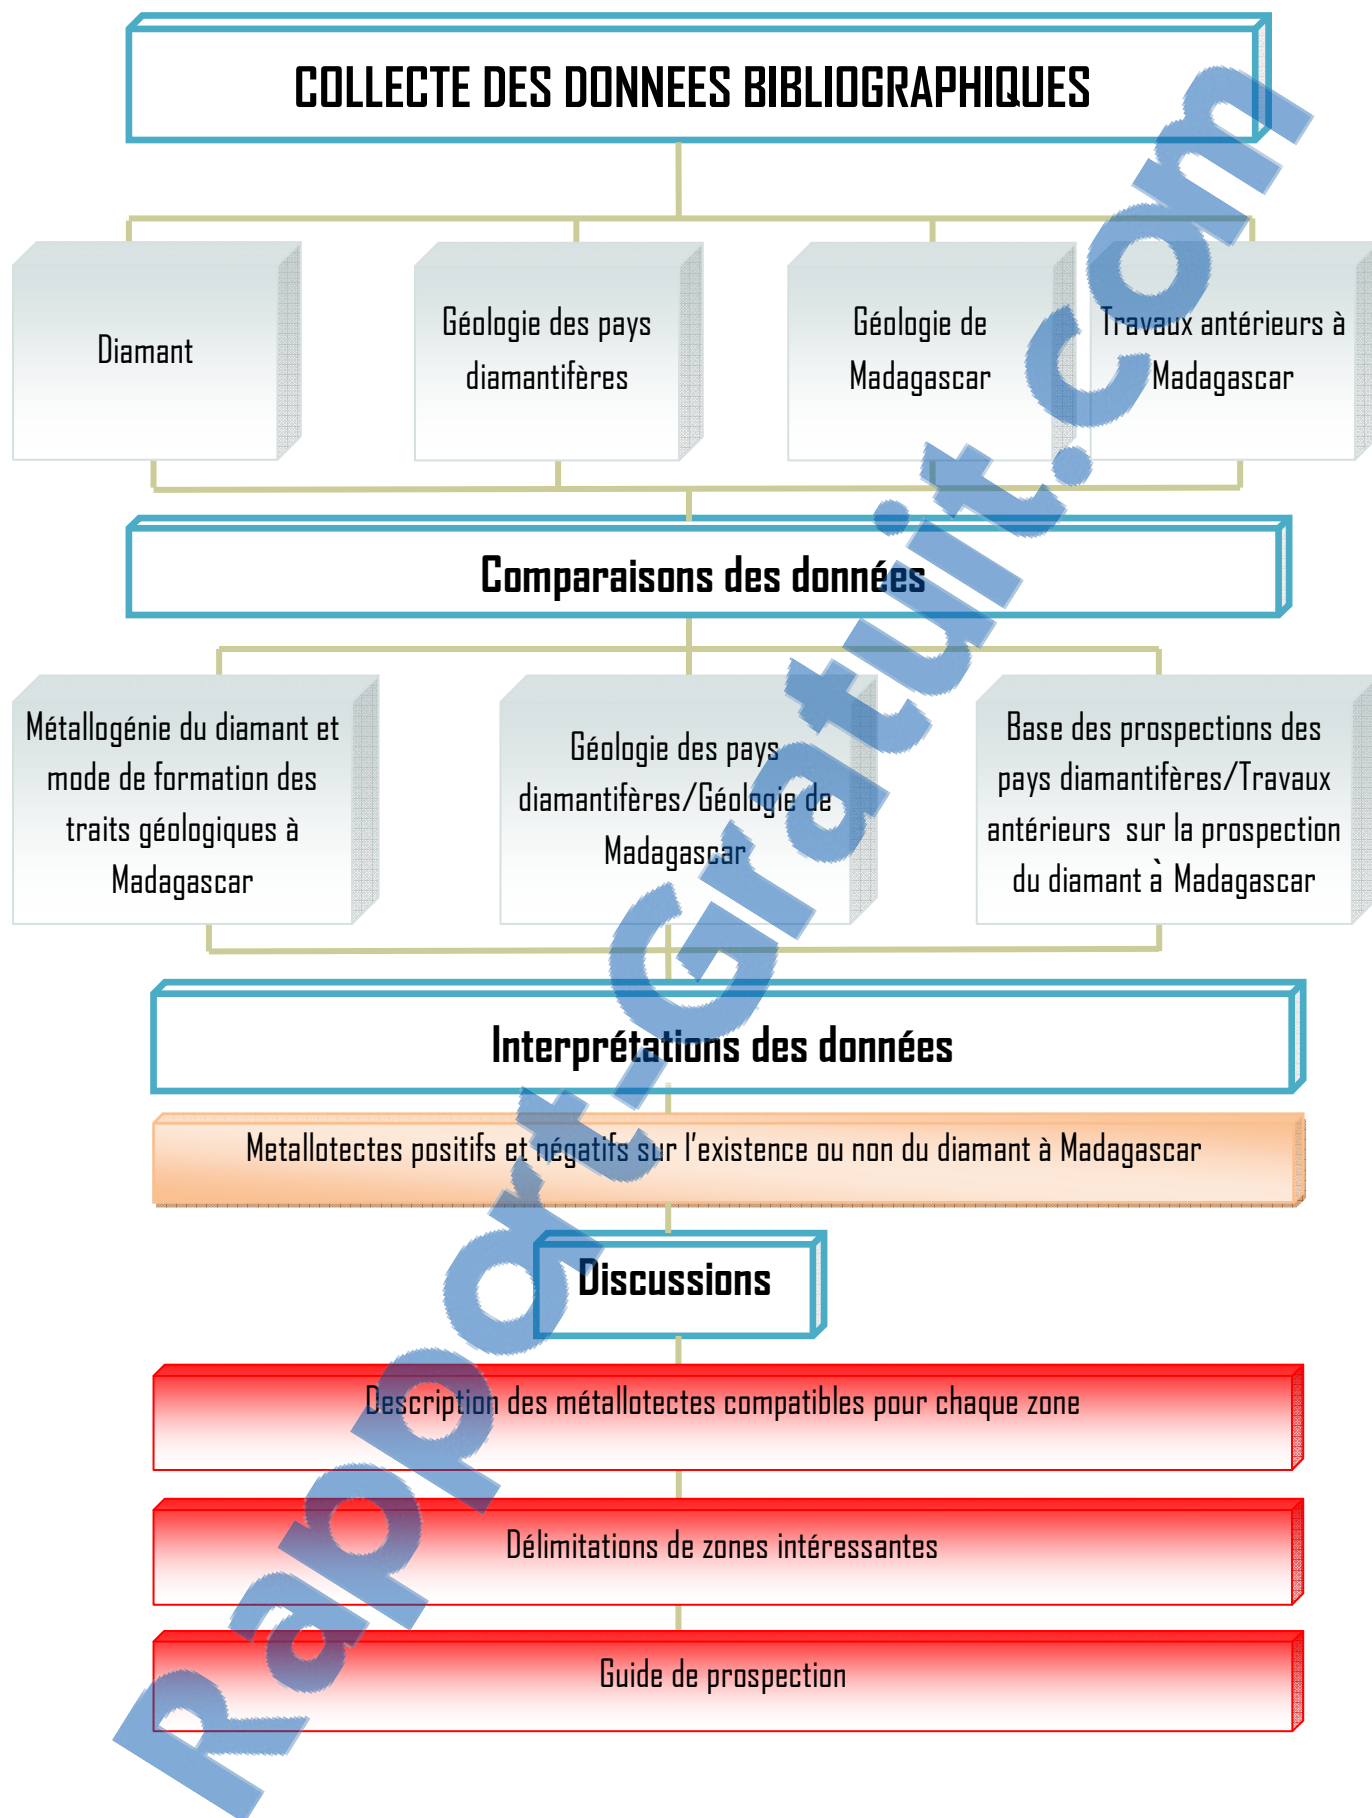 COLLECTE DES DONNEES BIBLIOGRAPHIQUES
Diamant
Géologie des pays
diamantifères
Géologie de
Madagascar
Travaux antérieurs à
Madagascar
Comparaisons des données
Métallogénie du diamant et
mode de formation des
traits géologiques à
Madagascar
Géologie des pays
diamantifères/Géologie de
Madagascar
Base des prospections des
pays diamantifères/Travaux
antérieurs sur la prospection
du diamant à Madagascar
Interprétations des données
Metallotectes positifs et négatifs sur l'existence ou non du diamant à Madagascar
Discussions
Description des métallotectes compatibles pour chaque zone
Délimitations de zones intéressantes
Guide de prospection
Rapport-Gratuit.com